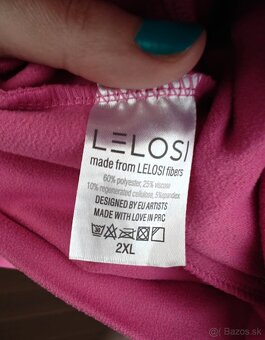 LELOSI
made from LELOSI fibers
60% polyester, 25% viscose
10% regenerated cellulose, 5% spandex
DESIGNED BY EU ARTISTS
MADE WITH LOVE IN PRC
2XL
Bazos.sk